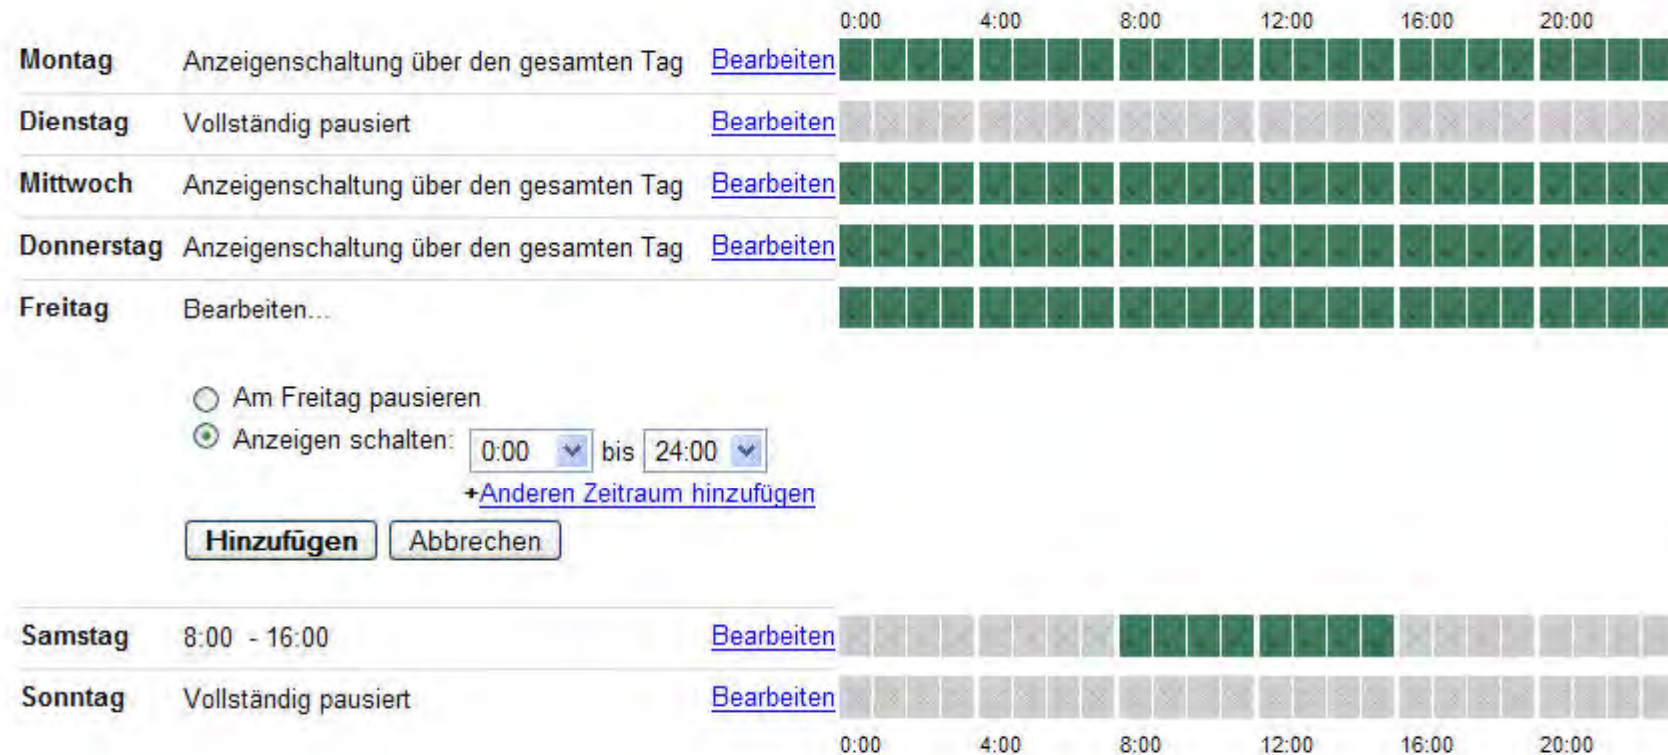 0:00 4:00 8:00 12:00 16:00 20:00
Montag Anzeigenschaltung über den gesamten Tag Bearbeiten
Dienstag Vollständig pausiert Bearbeiten
Mittwoch Anzeigenschaltung über den gesamten Tag Bearbeiten
Donnerstag Anzeigenschaltung über den gesamten Tag Bearbeiten
Freitag Bearbeiten...
Am Freitag pausieren
Anzeigen schalten: 0:00 bis 24:00
+Anderen Zeitraum hinzufügen
Hinzufügen Abbrechen
Samstag 8:00 - 16:00 Bearbeiten
Sonntag Vollständig pausiert Bearbeiten
0:00 4:00 8:00 12:00 16:00 20:00